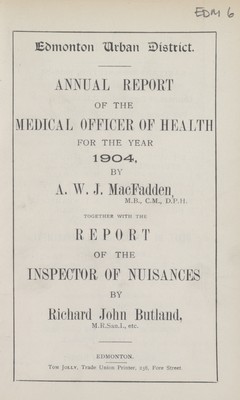 EDM 6
Edmonton Urban District.
ANNUAL REPORT
OF THE
MEDICAL OFFICER OF HEALTH
FOR THE YEAR
1904,
BY
A. W. J. MacFadden,
M.B., C.M., D.P.H.
TOGETHER WITH THE
REPORT
OF THE
INSPECTOR OF NUISANCES
BY
Richard John Butland,
M.R.San.I., etc.
EDMONTON.
Tom Jolly, Trade Union Printer, 256, Fore Street.